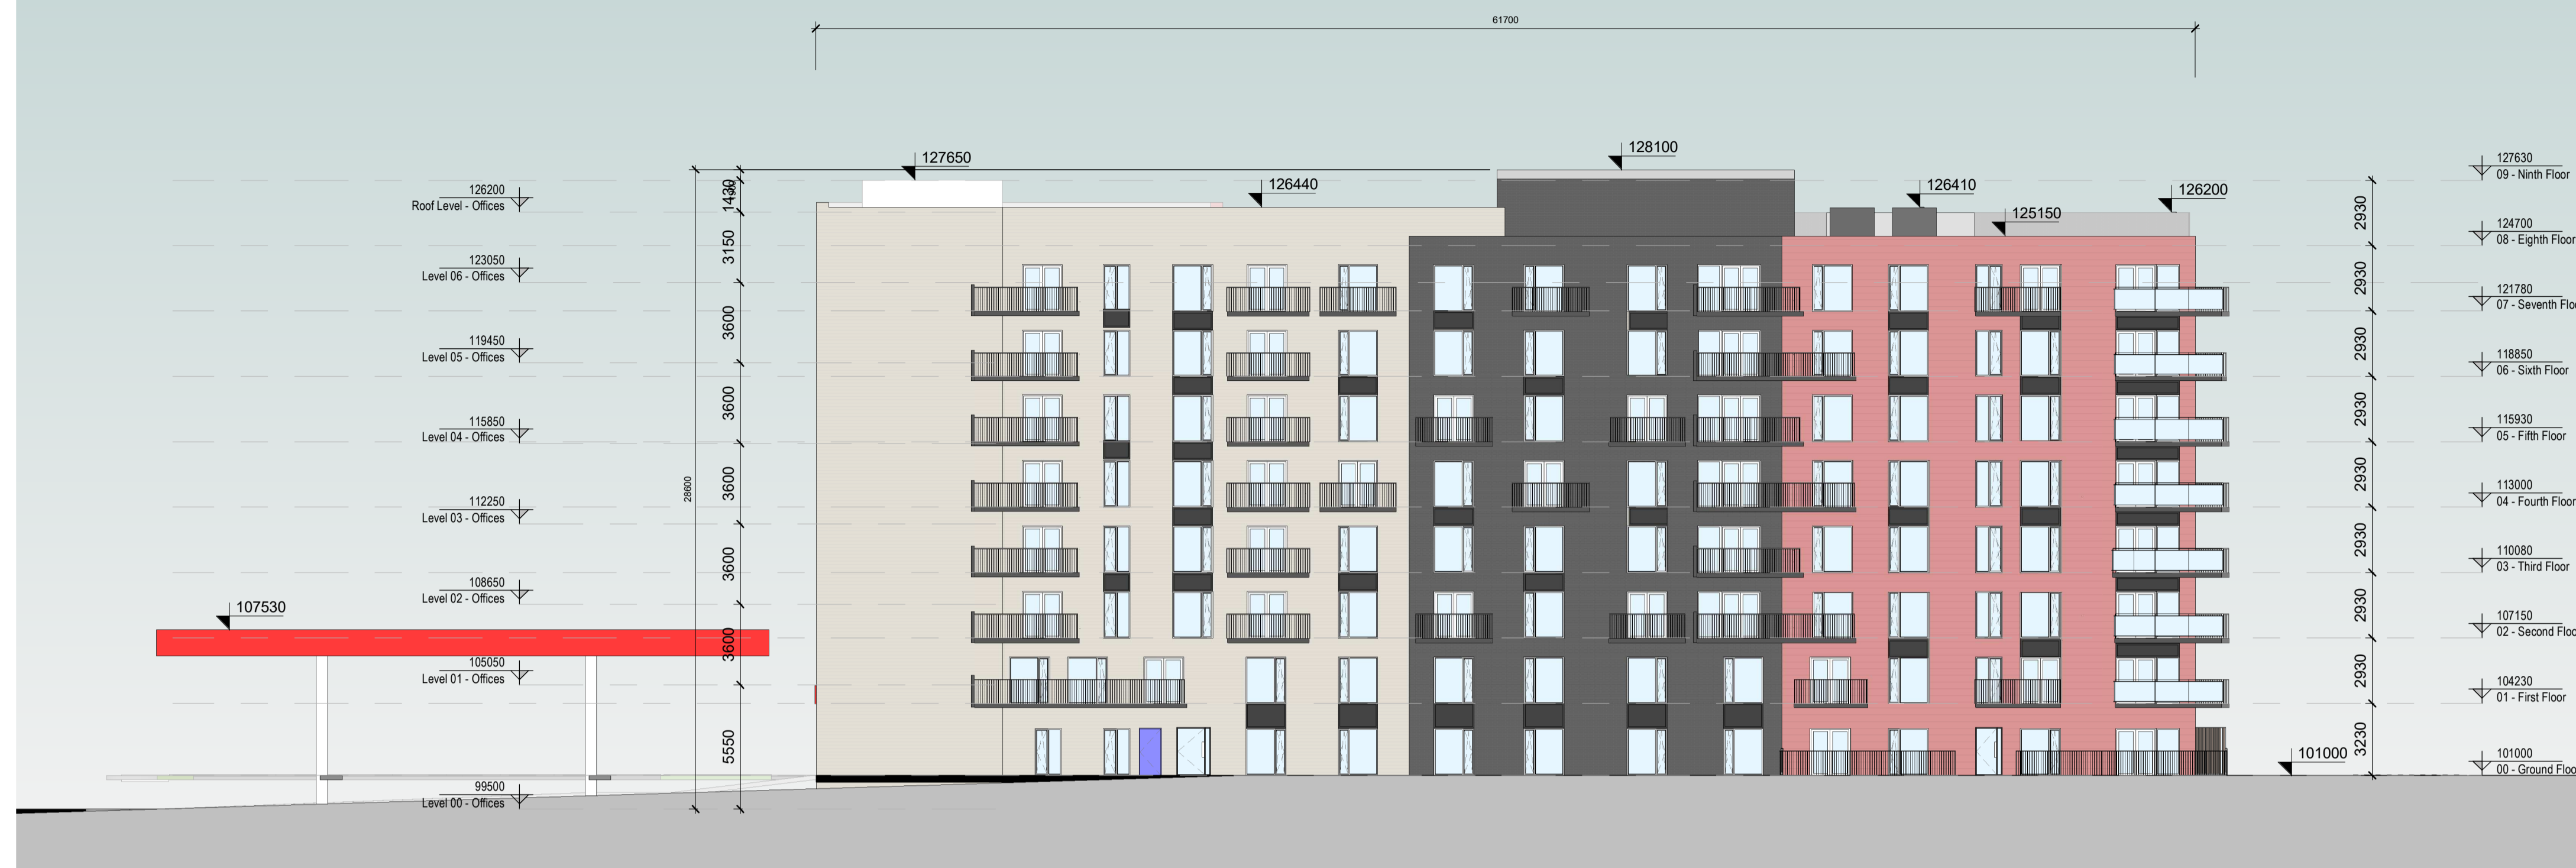 61700
127650
128100
126440
126410
126200
125150
126200
Roof Level - Offices
123050
Level 06 - Offices
119450
Level 05 - Offices
115850
Level 04 - Offices
112250
Level 03 - Offices
108650
Level 02 - Offices
105050
Level 01 - Offices
99500
Level 00 - Offices
107530
28600
3150
3600
3600
3600
3600
3600
5550
127630
09 - Ninth Floor
124700
08 - Eighth Floor
121780
07 - Seventh Floo
118850
06 - Sixth Floor
115930
05 - Fifth Floor
113000
04 - Fourth Floor
110080
03 - Third Floor
107150
02 - Second Floo
104230
01 - First Floor
101000
00 - Ground Floo
2930
2930
2930
2930
2930
2930
2930
2930
3230
101000